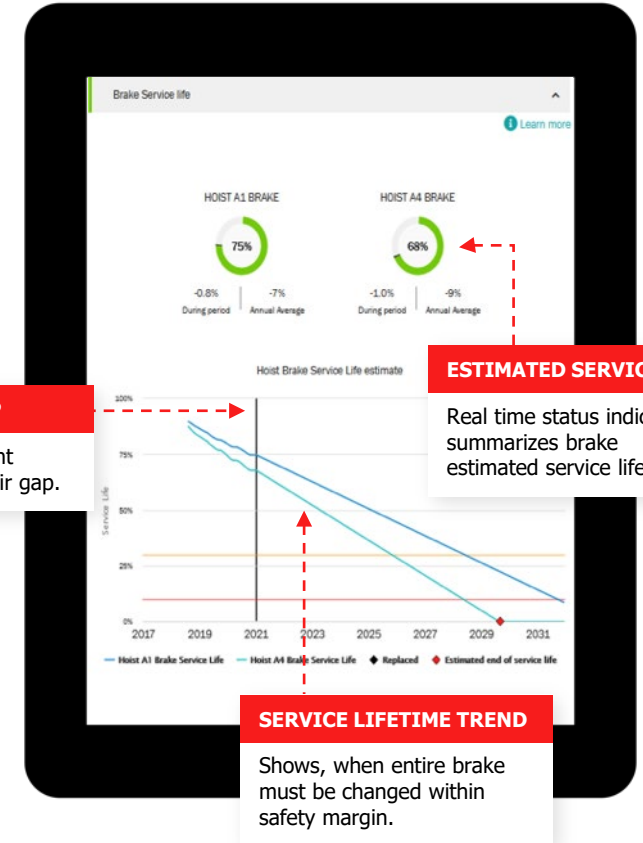 Brake Service life
Learn more
HOIST A1 BRAKE
HOIST A4 BRAKE
75%
68%
-0.8%
-7%
-1.0%
-9%
During period
Annual Average
During period
Annual Average
Hoist Brake Service Life estimate
ESTIMATED SERVIC
Real time status indic
summarizes brake
estimated service life
nt
ir gap.
100%
75%
50%
25%
0%
Service Life
2017 2019 2021 2023 2025 2027 2029 2031
Hoist A1 Brake Service Life Hoist A4 Brake Service Life Replaced Estimated end of service life
SERVICE LIFETIME TREND
Shows, when entire brake
must be changed within
safety margin.